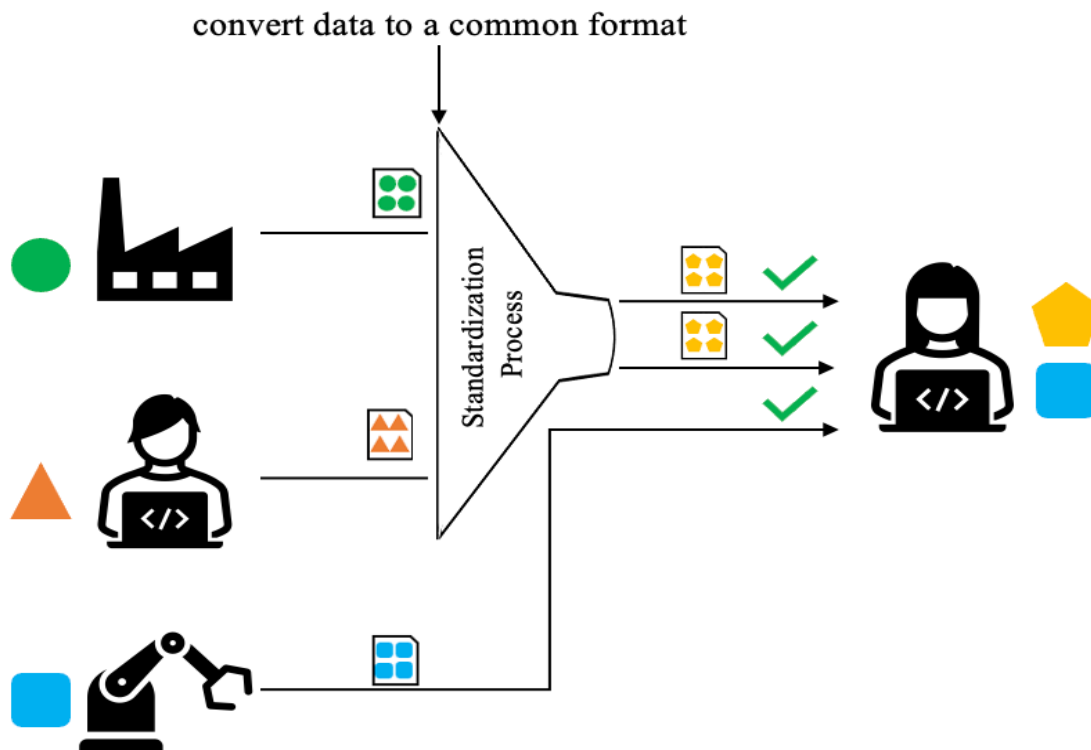 convert data to a common format
Standardization
Process
</>
</>